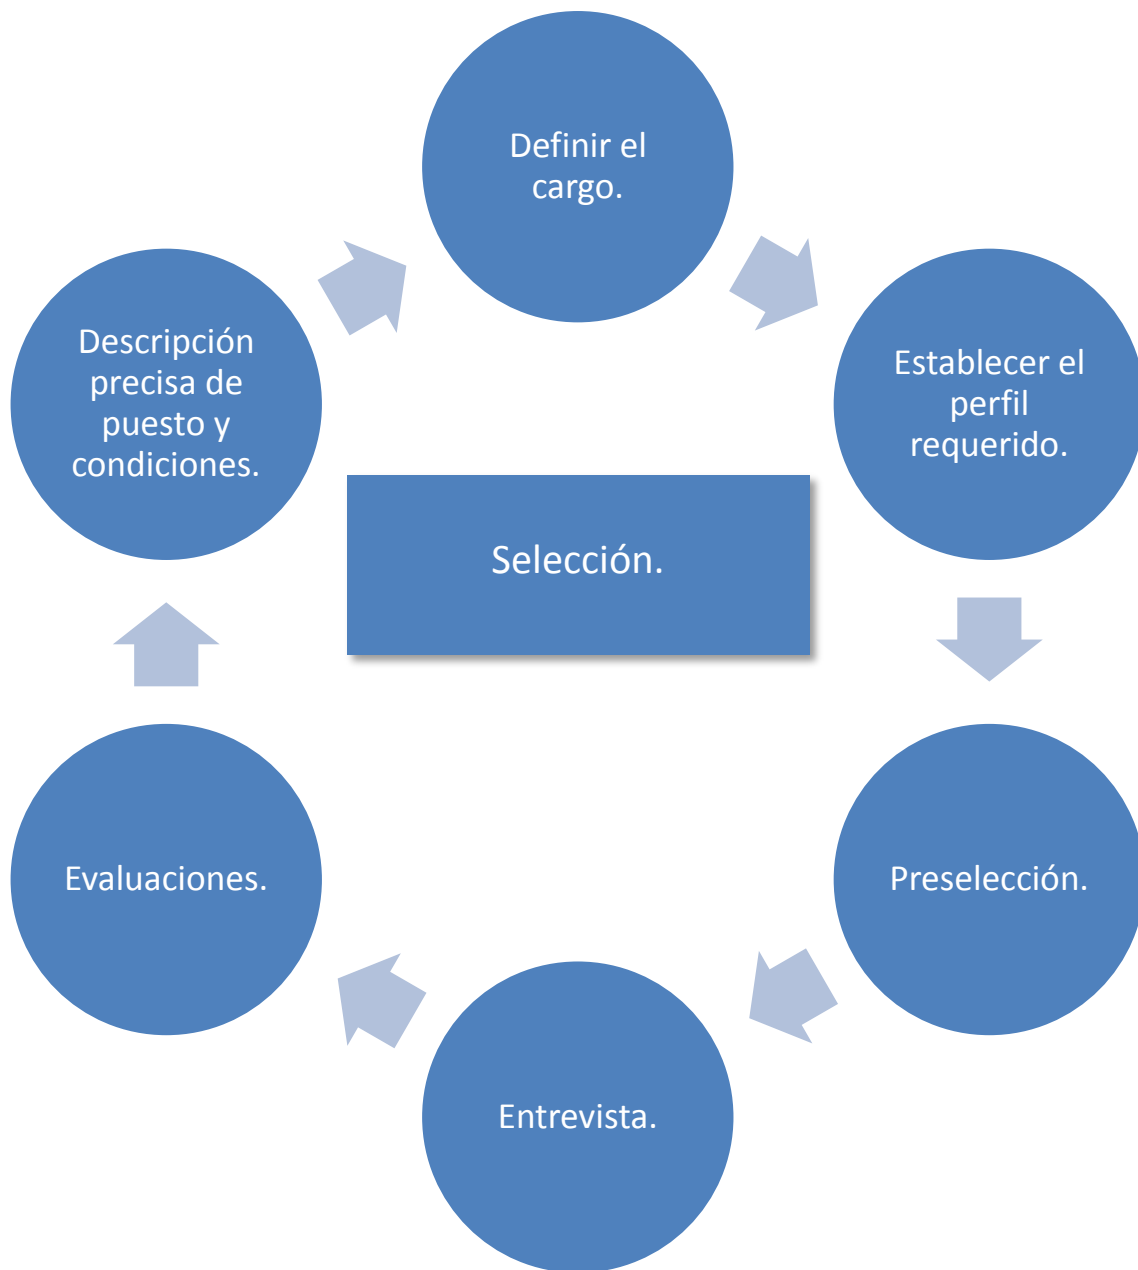 Definir el
cargo.
Establecer el
perfil
requerido.
Preselección.
Entrevista.
Evaluaciones.
Descripción
precisa de
puesto y
condiciones.
Selección.